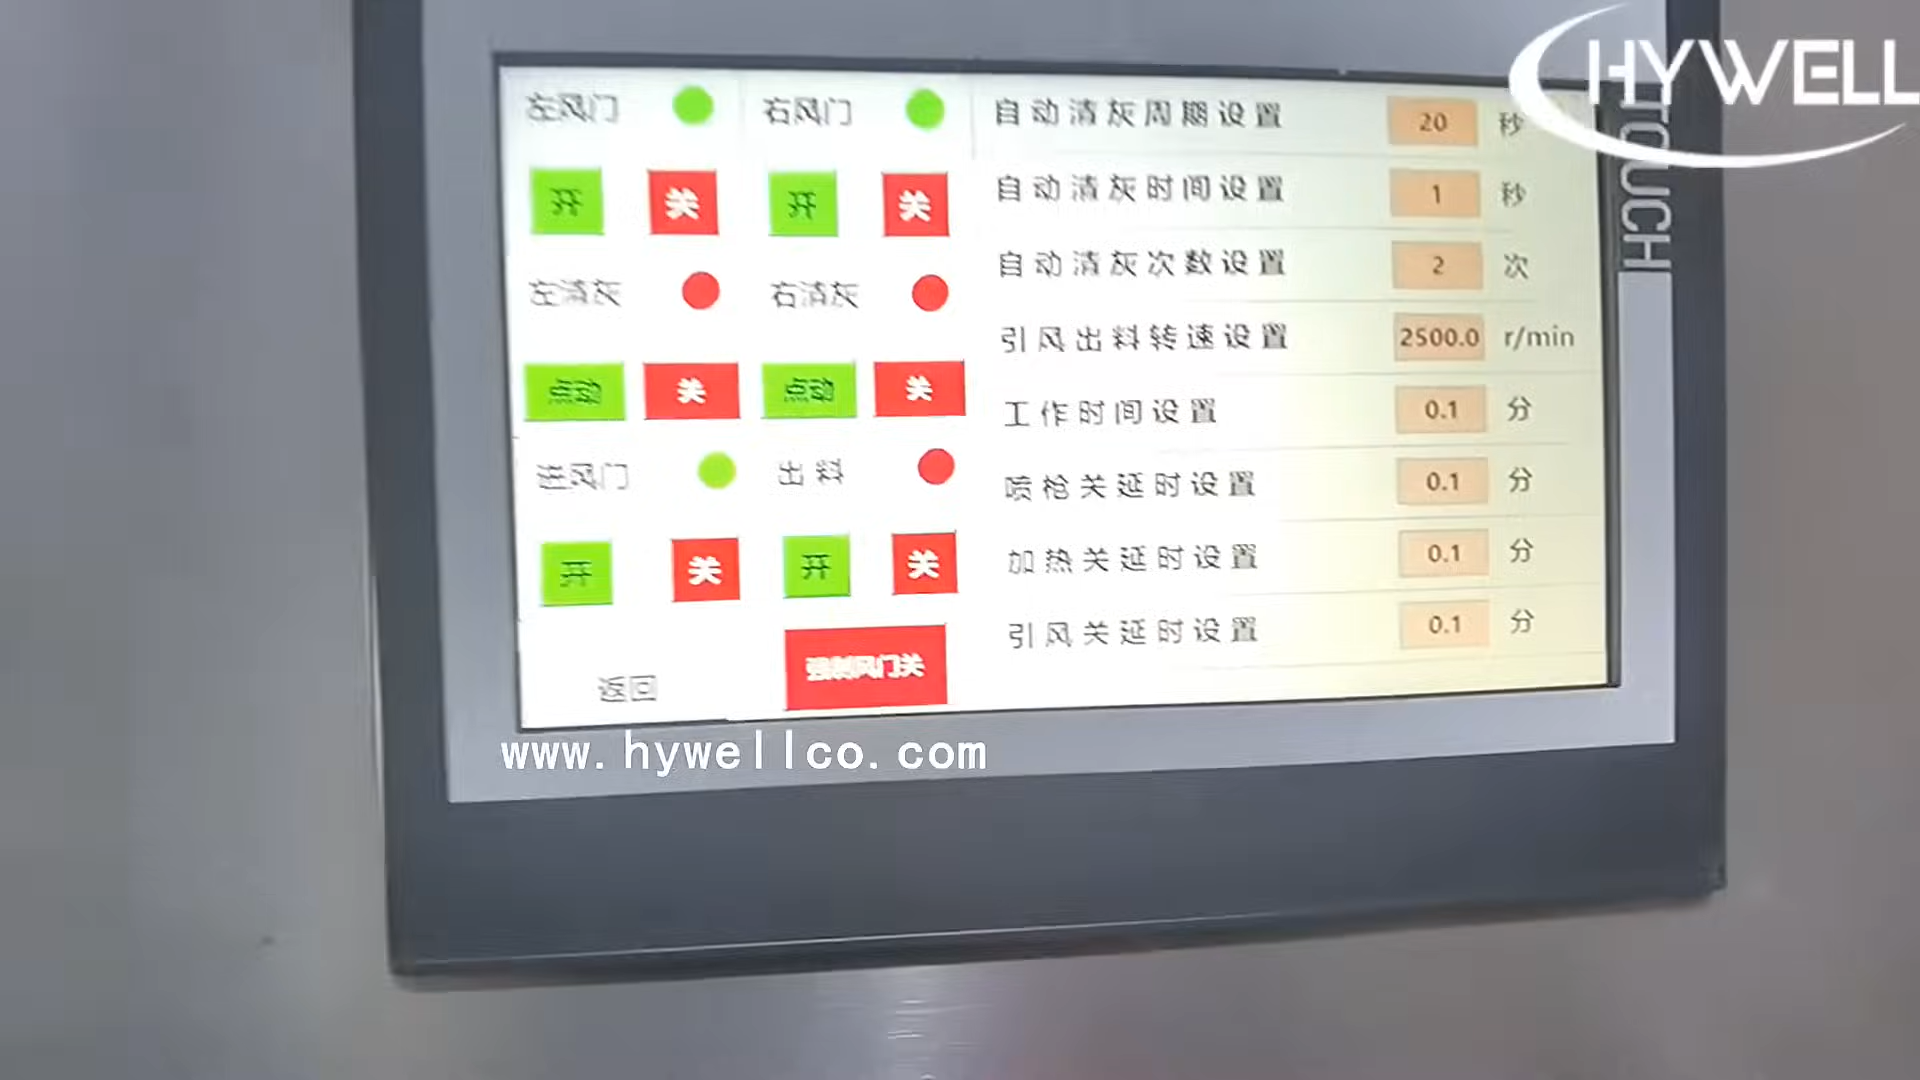 HYWELL
TOUCH
左风门 右风门
开 关 开 关
左清灰 右清灰
点动 关 点动 关
进风门 出料
开 关 开 关
返回 强制风门关
自动清灰周期设置 20 秒
自动清灰时间设置 1 秒
自动清灰次数设置 2 次
引风出料转速设置 2500.0 r/min
工作时间设置 0.1 分
喷枪关延时设置 0.1 分
加热关延时设置 0.1 分
引风关延时设置 0.1 分
www.hywellco.com